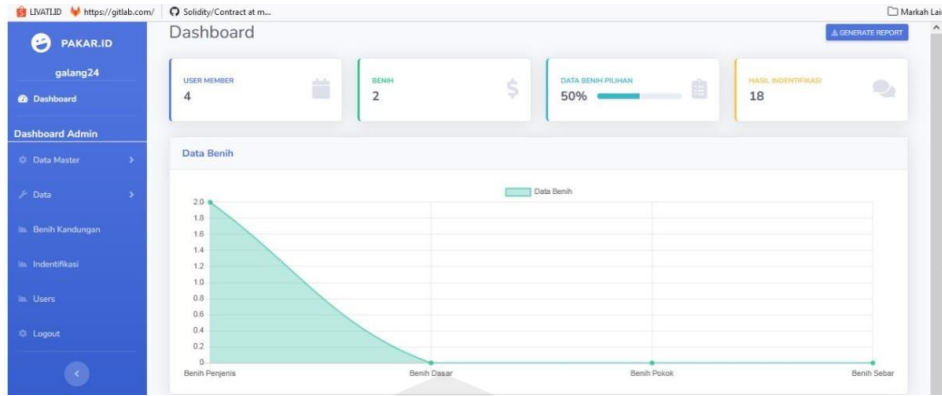 LIVATI.ID https://gitlab.com/ Solidity/Contract at m... Markah Lai
PAKAR.ID
galang24
Dashboard
Dashboard Admin
Data Master
Data
Benih Kandungan
Indentifikasi
Users
Logout
Dashboard
GENERATE REPORT
USER MEMBER
4
BENIH
2
DATA BENIH PILIHAN
50%
HASIL INDENTIFIKASI
18
Data Benih
Data Benih
2.0
1.8
1.6
1.4
1.2
1.0
0.8
0.6
0.4
0.2
0
Benih Penjenis Benih Dasar Benih Pokok Benih Sebar